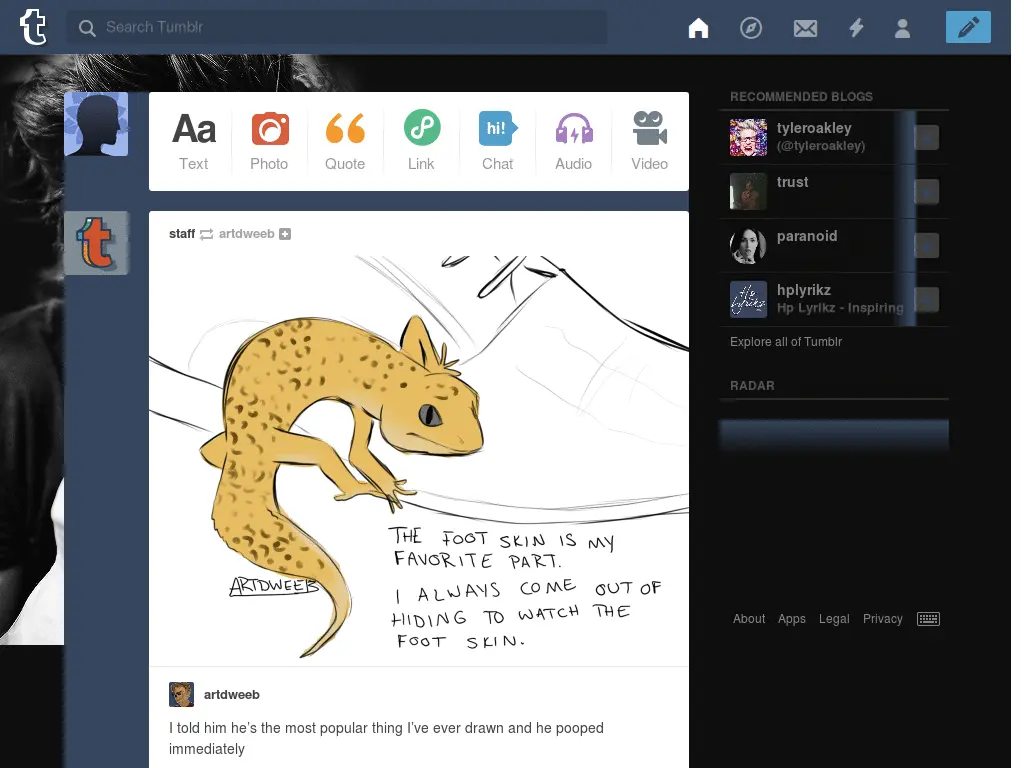 Search Tumblr
RECOMMENDED BLOGS
tyleroakley
(@tyleroakley)
trust
paranoid
hplyrikz
Hp Lyrikz - Inspiring
Explore all of Tumblr
RADAR
Aa
hi!
Text
Photo
Quote
Link
Chat
Audio
Video
staff artdweeb
THE FOOT SKIN IS MY
FAVORITE PART.
I ALWAYS COME OUT OF
HIDING TO WATCH THE
FOOT SKIN.
ARTDWEEB
About Apps Legal Privacy
artdweeb
I told him he's the most popular thing I've ever drawn and he pooped
immediately